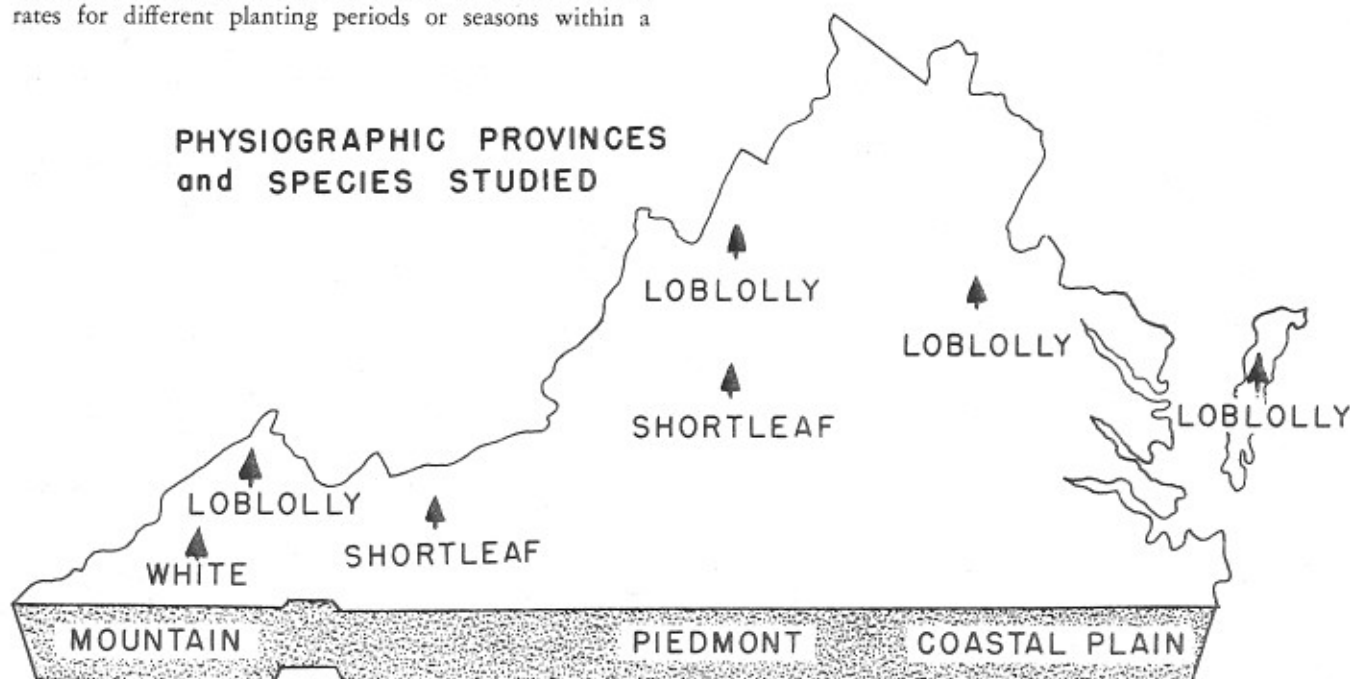 rates for different planting periods or seasons within a
PHYSIOGRAPHIC PROVINCES
and SPECIES STUDIED
LOBLOLLY
LOBLOLLY
SHORTLEAF
LOBLOLLY
LOBLOLLY
SHORTLEAF
WHITE
MOUNTAIN
PIEDMONT
COASTAL PLAIN